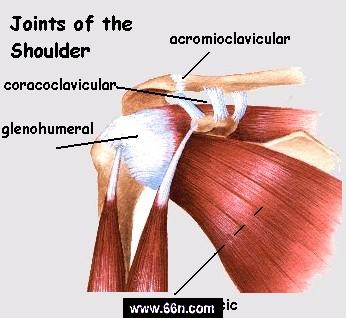 Joints of the
Shoulder
acromioclavicular
coracoclavicular
glenohumeral
www.66n.com